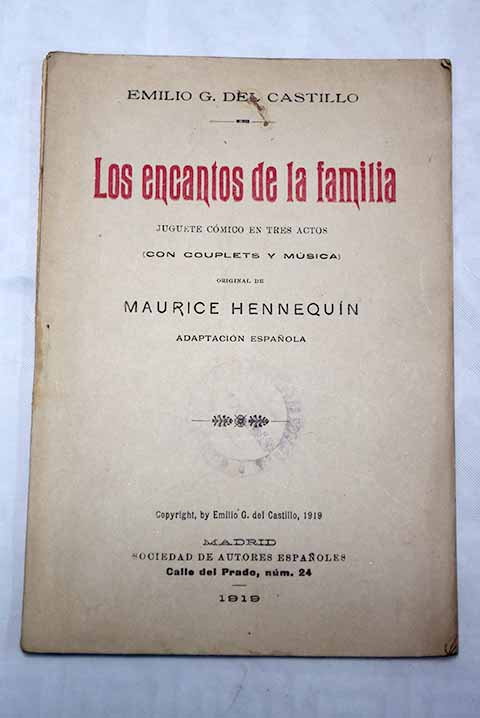 EMILIO G. DEL CASTILLO
Los encantos de la familia
JUGUETE CÓMICO EN TRES ACTOS
(CON COUPLETS Y MÚSICA)
ORIGINAL DE
MAURICE HENNEQUÍN
ADAPTACIÓN ESPAÑOLA
Copyright, by Emilio G. del Castillo, 1919
MADRID
SOCIEDAD DE AUTORES ESPAÑOLES
Calle del Prado, núm. 24
1919